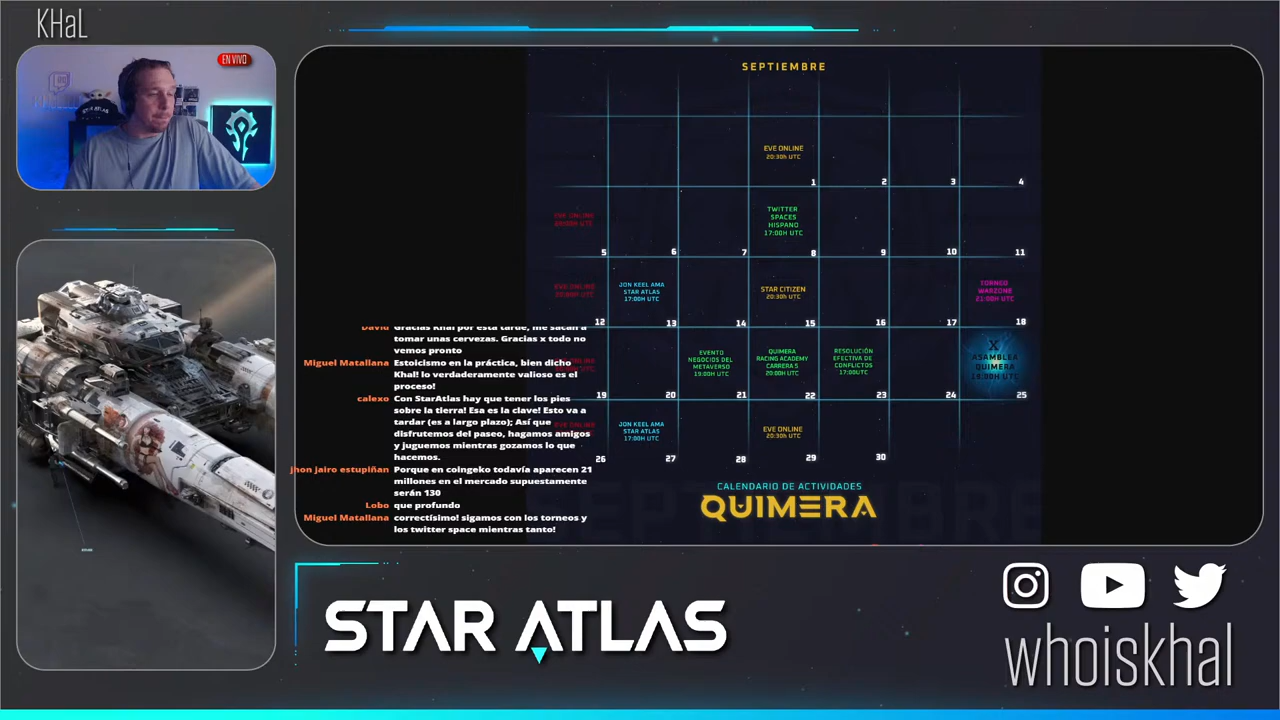 KHaL
EN VIVO
SEPTIEMBRE
EVE ONLINE
20:30h UTC
1
2
3
4
EVE ONLINE
TWITTER
SPACES
HISPANO
17:00H UTC
5
6
7
8
9
10
11
EVE ONLINE
JON KEEL AMA
STAR ATLAS
17:00H UTC
STAR CITIZEN
20:30h UTC
TORNEO
WARZONE
21:00H UTC
12
13
14
15
16
17
18
EVENTO
NEGOCIOS DEL
METAVERSO
19:00H UTC
QUIMERA
RACING ACADEMY
CARRERA 5
20:00H UTC
RESOLUCIÓN
EFECTIVA DE
CONFLICTOS
17:00UTC
X
ASAMBLEA
QUIMERA
19
20
21
22
23
24
25
JON KEEL AMA
STAR ATLAS
17:00H UTC
EVE ONLINE
20:30h UTC
26
27
28
29
30
CALENDARIO DE ACTIVIDADES
QUIMERA
David Gracias Khal por esta tarde, me sacan a
tomar unas cervezas. Gracias x todo no
vemos pronto
Miguel Matallana Estoicismo en la práctica, bien dicho
Khal! lo verdaderamente valioso es el
proceso!
calexo Con StarAtlas hay que tener los pies
sobre la tierra! Esa es la clave! Esto va a
tardar (es a largo plazo); Así que
disfrutemos del paseo, hagamos amigos
y juguemos mientras gozamos lo que
hacemos.
jhon jairo estupiñan Porque en coingeko todavía aparecen 21
millones en el mercado supuestamente
serán 130
Lobo que profundo
Miguel Matallana correctísimo! sigamos con los torneos y
los twitter space mientras tanto!
STAR ATLAS
whoiskhal